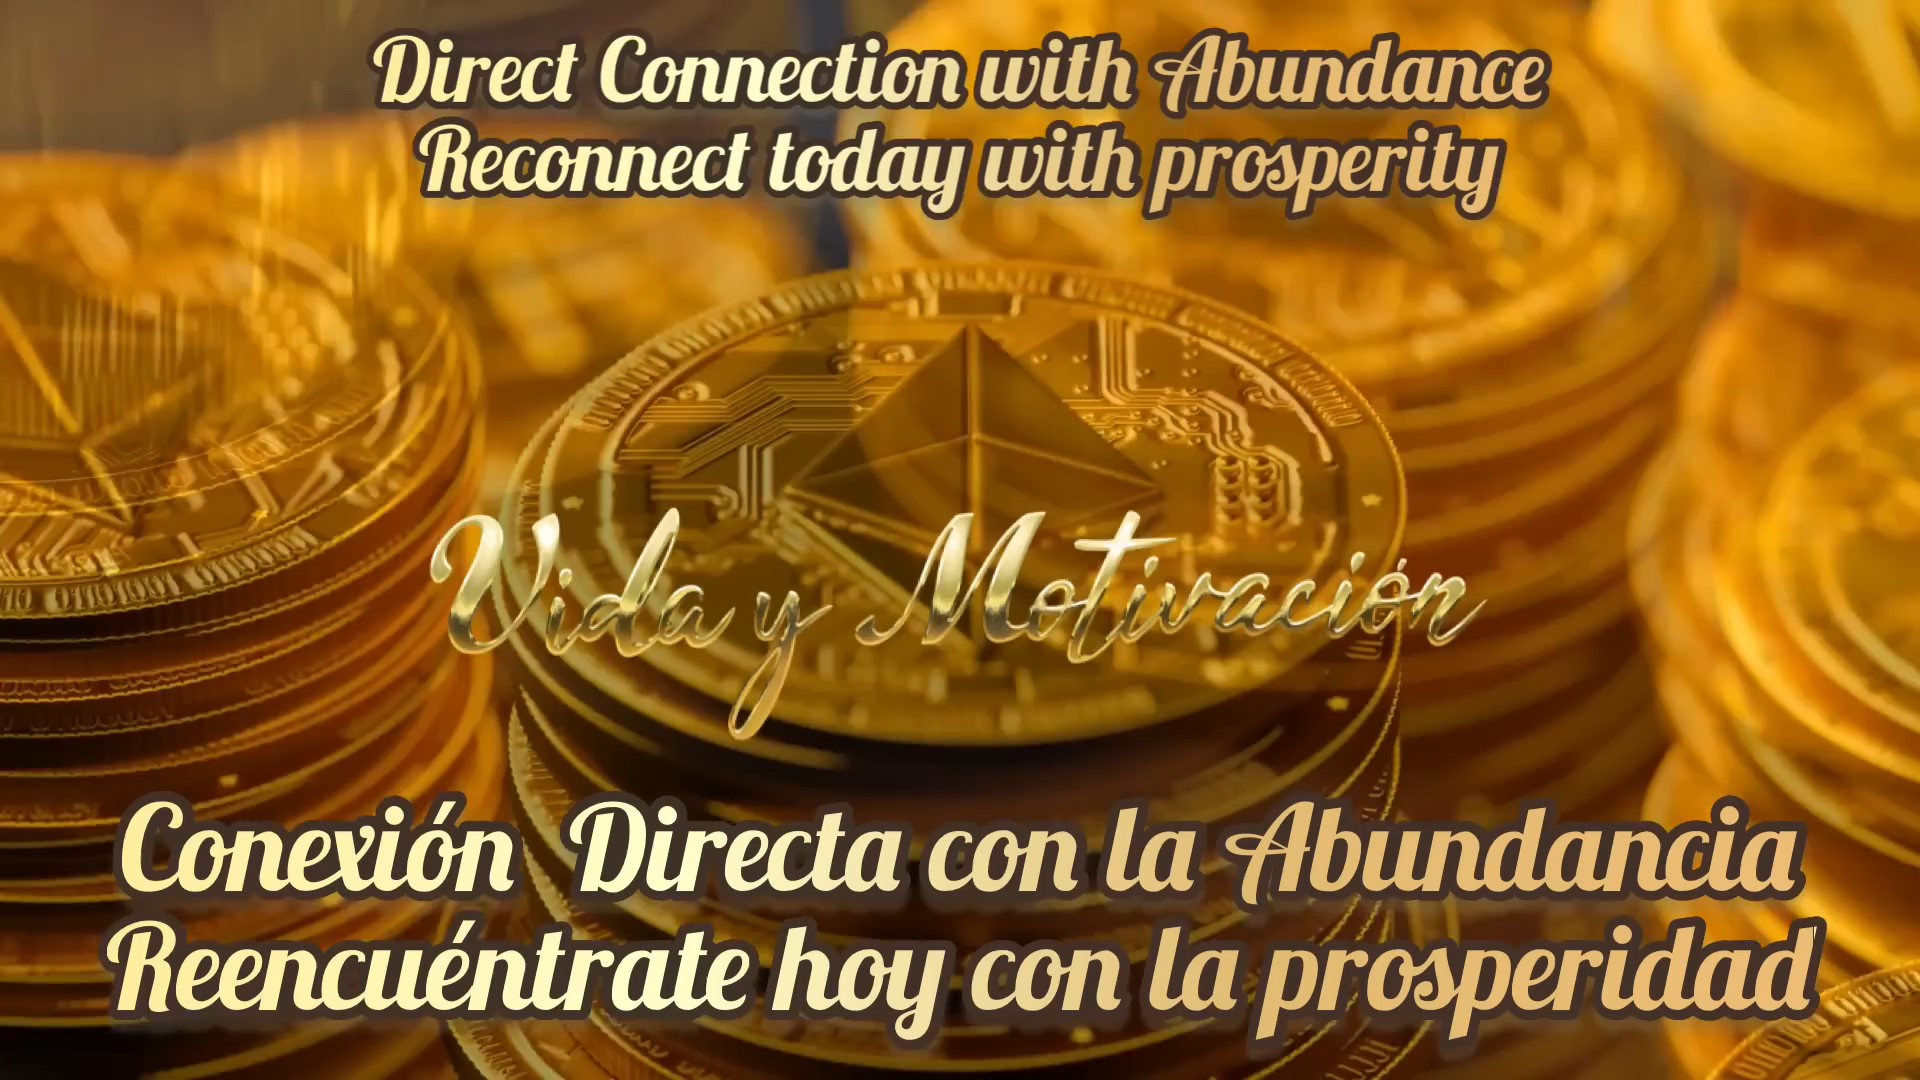 Direct Connection with Abundance
Reconnect today with prosperity
Vida y Motivación
Conexión Directa con la Abundancia
Reencuéntrate hoy con la prosperidad